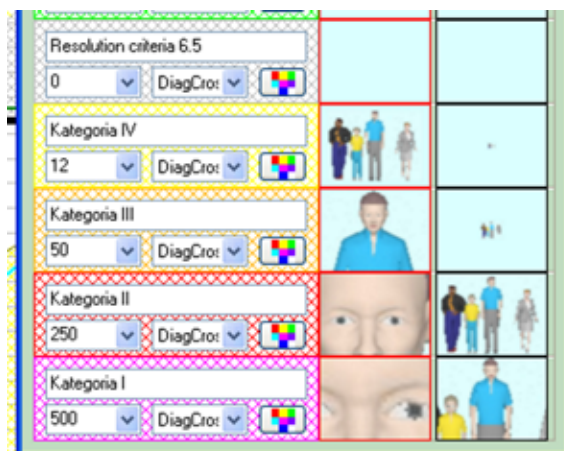 Resolution criteria 6.5
0 DiagCros
Kategoria IV
12 DiagCros
Kategoria III
50 DiagCros
Kategoria II
250 DiagCros
Kategoria I
500 DiagCros